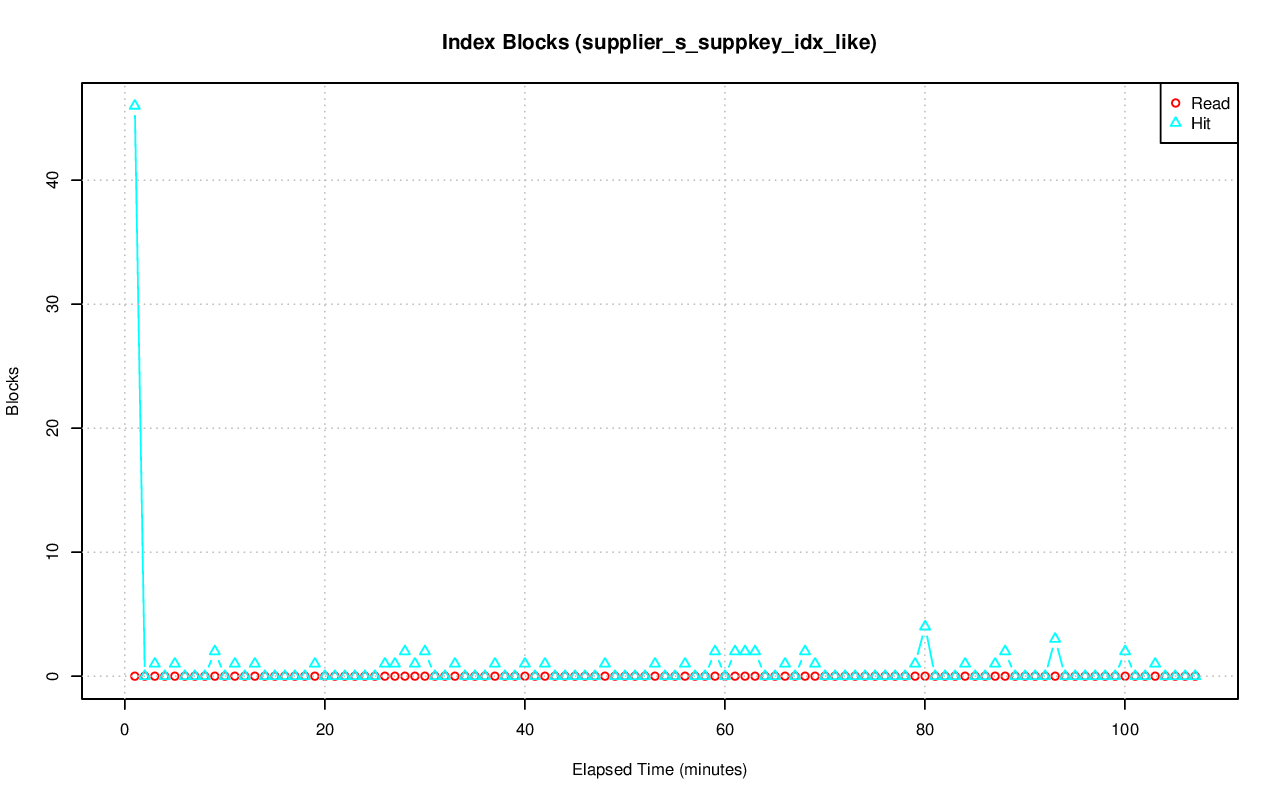 Index Blocks (supplier_s_suppkey_idx_like)
Read
Hit
40
30
20
10
0
Blocks
0 20 40 60 80 100
Elapsed Time (minutes)